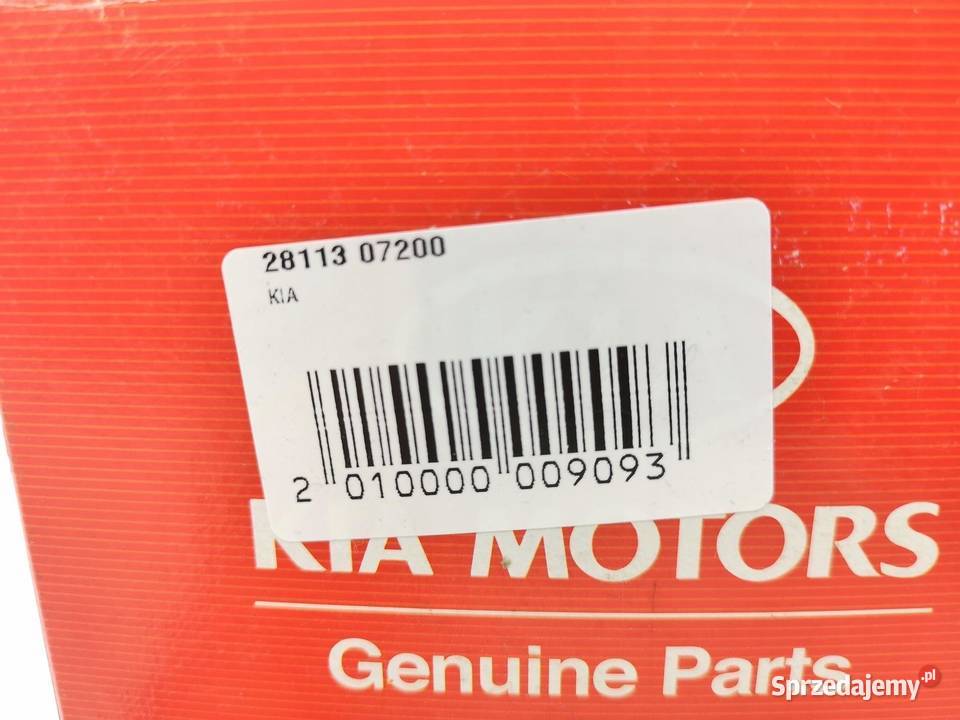 28113 07200
KIA
2 010000 009093
KIA MOTORS
Genuine Parts
Sprzedajemy.pl